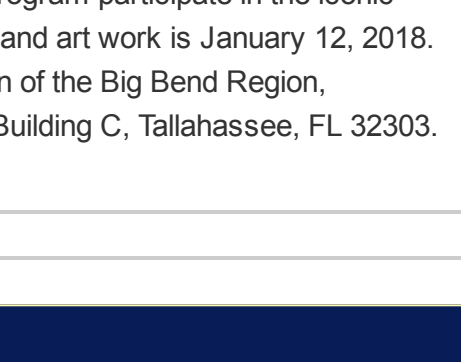 program participate in the iconic
and art work is January 12, 2018.
n of the Big Bend Region,
Building C, Tallahassee, FL 32303.